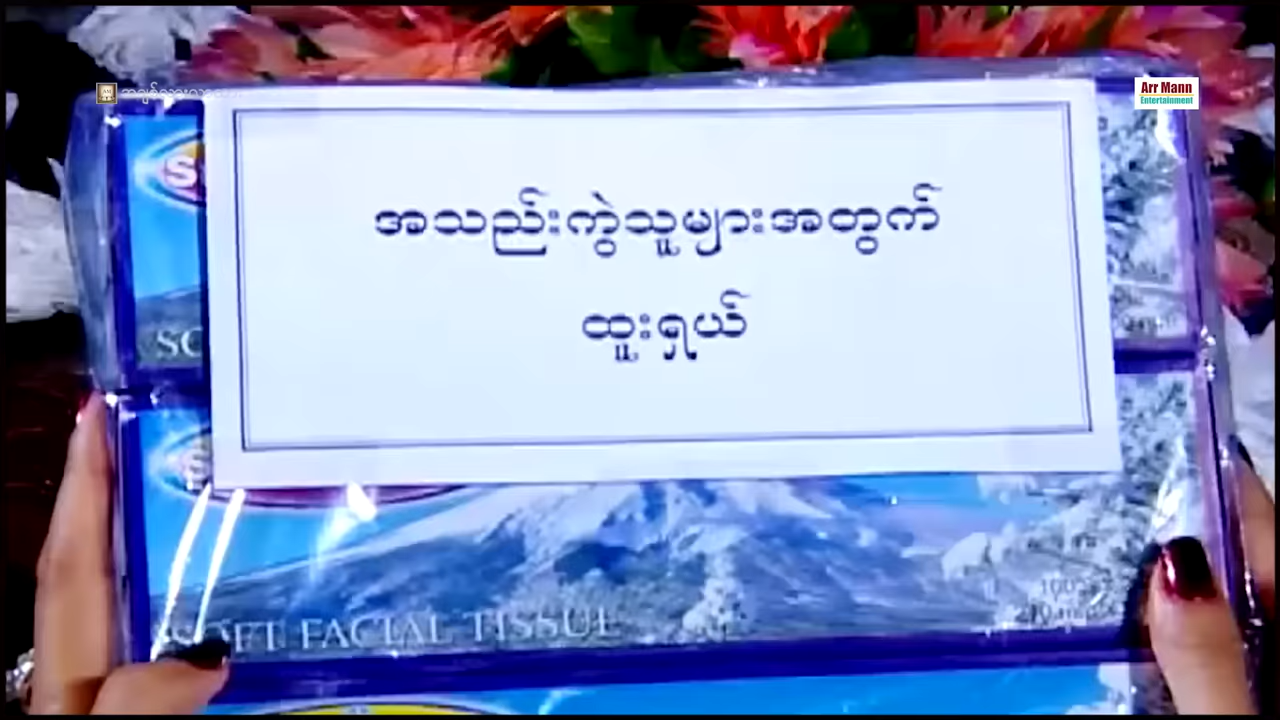 Arr Mann
Entertainment
အသည်းကွဲသူများအတွက်
ထူးရှယ်
SOFT FACIAL TISSUE